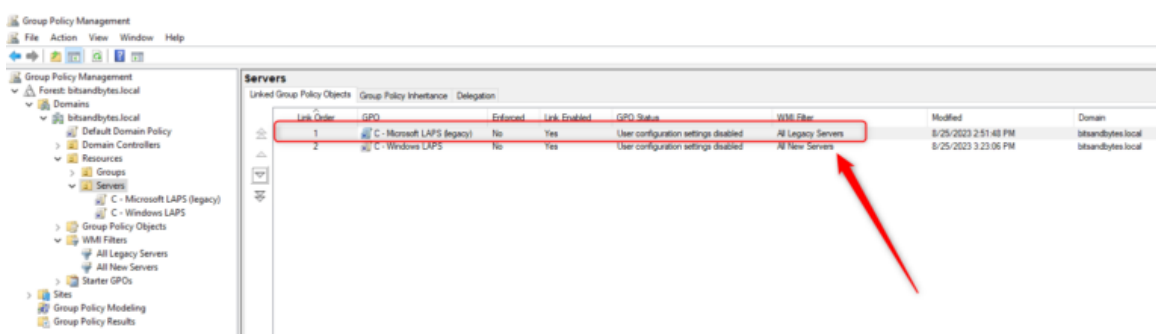 Group Policy Management
File Action View Window Help
Group Policy Management
Forest: bitsandbytes.local
Domains
bitsandbytes.local
Default Domain Policy
Domain Controllers
Resources
Groups
Servers
C - Microsoft LAPS (legacy)
C - Windows LAPS
Group Policy Objects
WMI Filters
All Legacy Servers
All New Servers
Starter GPOs
Sites
Group Policy Modeling
Group Policy Results
Servers
Linked Group Policy Objects Group Policy Inheritance Delegation
Link Order GPO Enforced Link Enabled GPO Status WMI Filter Modified Domain
1 C - Microsoft LAPS (legacy) No Yes User configuration settings disabled All Legacy Servers 8/25/2023 2:51:48 PM bitsandbytes.local
2 C - Windows LAPS No Yes User configuration settings disabled All New Servers 8/25/2023 3:23:06 PM bitsandbytes.local